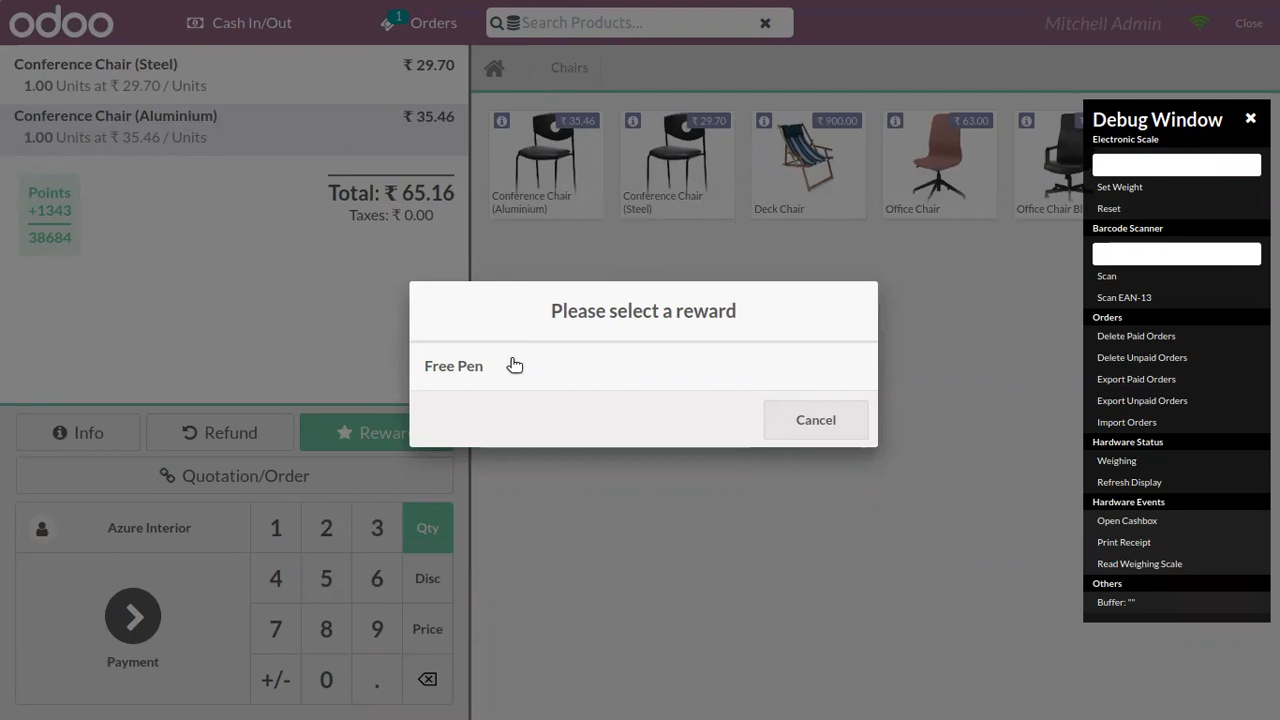 odoo
Cash In/Out
1
Orders
Search Products...
Mitchell Admin
Close
Conference Chair (Steel)
₹ 29.70
1.00 Units at ₹ 29.70 / Units
Conference Chair (Aluminium)
₹ 35.46
1.00 Units at ₹ 35.46 / Units
Points
+1343
38684
Total: ₹ 65.16
Taxes: ₹ 0.00
Chairs
₹ 35.46
Conference Chair
(Aluminium)
₹ 29.70
Conference Chair
(Steel)
₹ 900.00
Deck Chair
₹ 63.00
Office Chair
Office Chair Bl
Please select a reward
Free Pen
Cancel
Info
Refund
Rewar
Quotation/Order
Azure Interior
1
2
3
Qty
4
5
6
Disc
7
8
9
Price
+/-
0
.
Payment
Debug Window
Electronic Scale
Set Weight
Reset
Barcode Scanner
Scan
Scan EAN-13
Orders
Delete Paid Orders
Delete Unpaid Orders
Export Paid Orders
Export Unpaid Orders
Import Orders
Hardware Status
Weighing
Refresh Display
Hardware Events
Open Cashbox
Print Receipt
Read Weighing Scale
Others
Buffer: ""